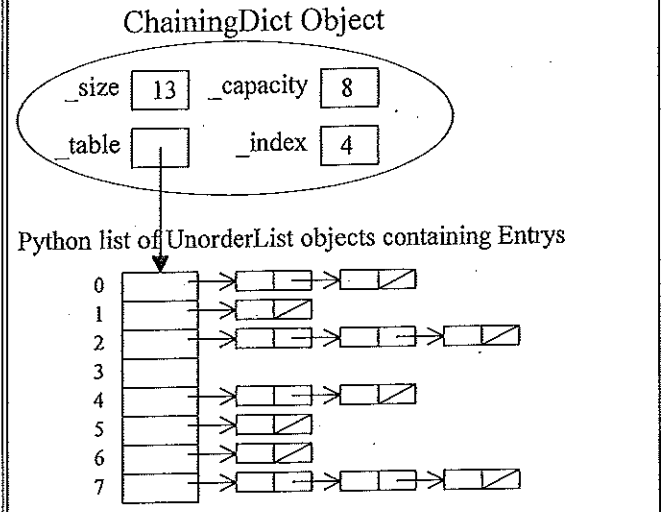 ChainingDict Object
_size 13 _capacity 8
_table _index 4
Python list of UnorderList objects containing Entrys
0
1
2
3
4
5
6
7